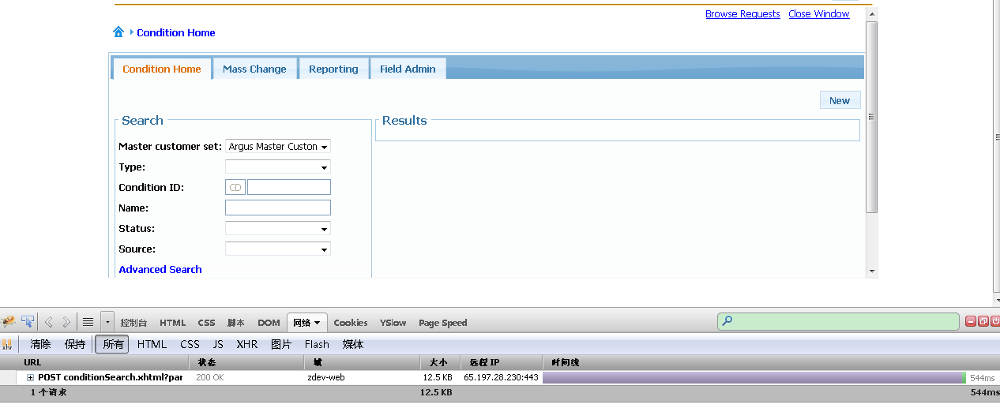 Browse Requests Close Window
Condition Home
Condition Home Mass Change Reporting Field Admin
New
Search
Results
Master customer set: Argus Master Custon
Type:
Condition ID: CD
Name:
Status:
Source:
Advanced Search
控制台 HTML CSS 脚本 DOM 网络 Cookies YSlow Page Speed
xhr 清除 保持 所有 HTML CSS JS XHR 图片 Flash 媒体
URL 状态 域 大小 远程 IP 时间线
POST conditionSearch.xhtml?par 200 OK zdev-web 12.5 KB 65.197.28.230:443 544ms
1 个请求 12.5 KB 544ms